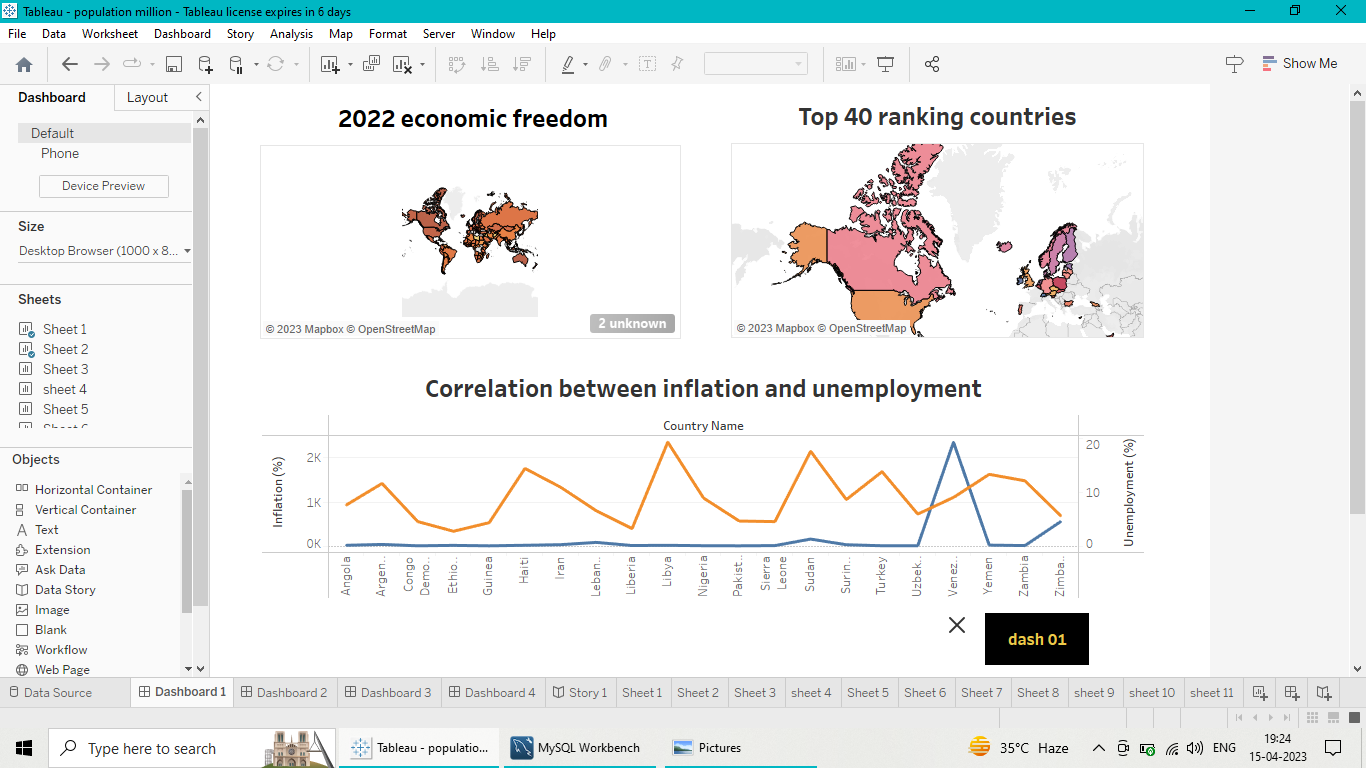 Tableau - population million - Tableau license expires in 6 days
File Data Worksheet Dashboard Story Analysis Map Format Server Window Help
Show Me
Dashboard Layout
Default
Phone
Device Preview
Size
Desktop Browser (1000 x 8...
Sheets
Sheet 1
Sheet 2
Sheet 3
sheet 4
Sheet 5
Objects
Horizontal Container
Vertical Container
Text
Extension
Ask Data
Data Story
Image
Blank
Workflow
Web Page
2022 economic freedom
© 2023 Mapbox © OpenStreetMap
2 unknown
Top 40 ranking countries
© 2023 Mapbox © OpenStreetMap
Correlation between inflation and unemployment
Country Name
Inflation (%)
2K
1K
0K
20
10
0
Unemployment (%)
Angola
Argen..
Congo Demo..
Ethio..
Guinea
Haiti
Iran
Leban..
Liberia
Libya
Nigeria
Pakist..
Sierra Leone
Sudan
Surin..
Turkey
Uzbek..
Venez..
Yemen
Zambia
Zimba..
dash 01
Data Source Dashboard 1 Dashboard 2 Dashboard 3 Dashboard 4 Story 1 Sheet 1 Sheet 2 Sheet 3 sheet 4 Sheet 5 Sheet 6 Sheet 7 Sheet 8 sheet 9 sheet 10 sheet 11
Type here to search
Tableau - populatio...
MySQL Workbench
Pictures
35°C Haze
ENG
19:24
15-04-2023